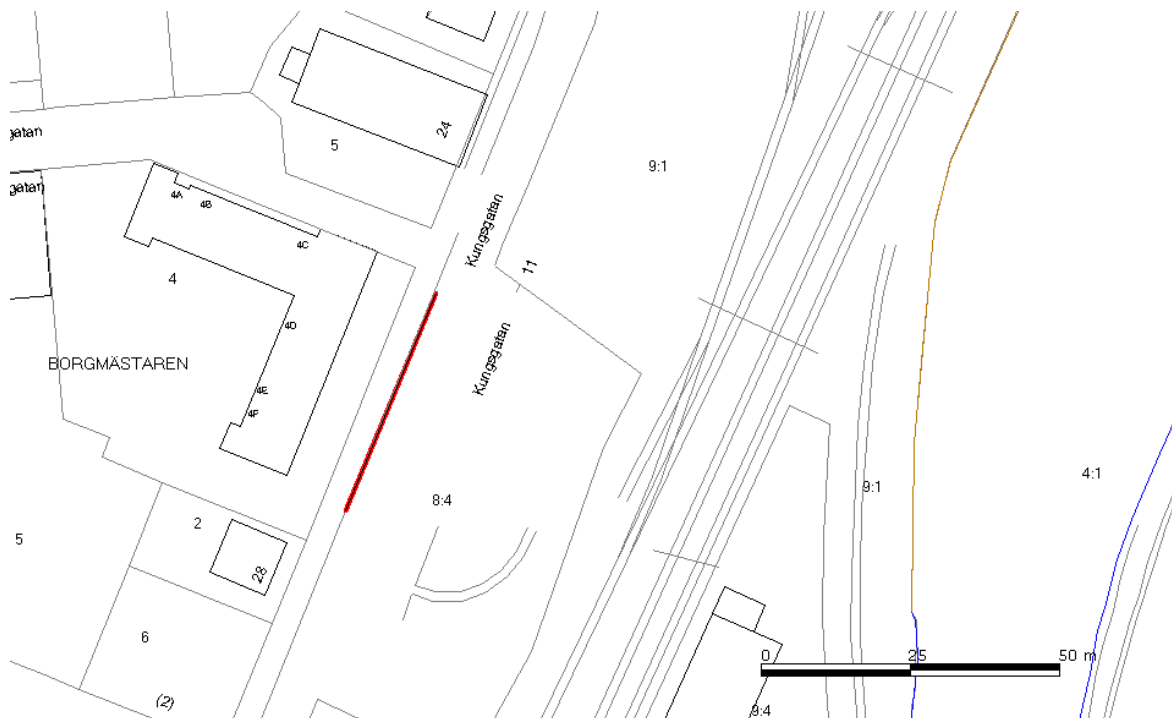 24
gatan
5
9:1
gatan
4A
4B
Kungsgatan
4C
11
4
4D
Kungsgatan
BORGMÄSTAREN
4E
4F
4:1
9:1
8:4
2
5
28
6
0 25 50 m
(2)
9:4